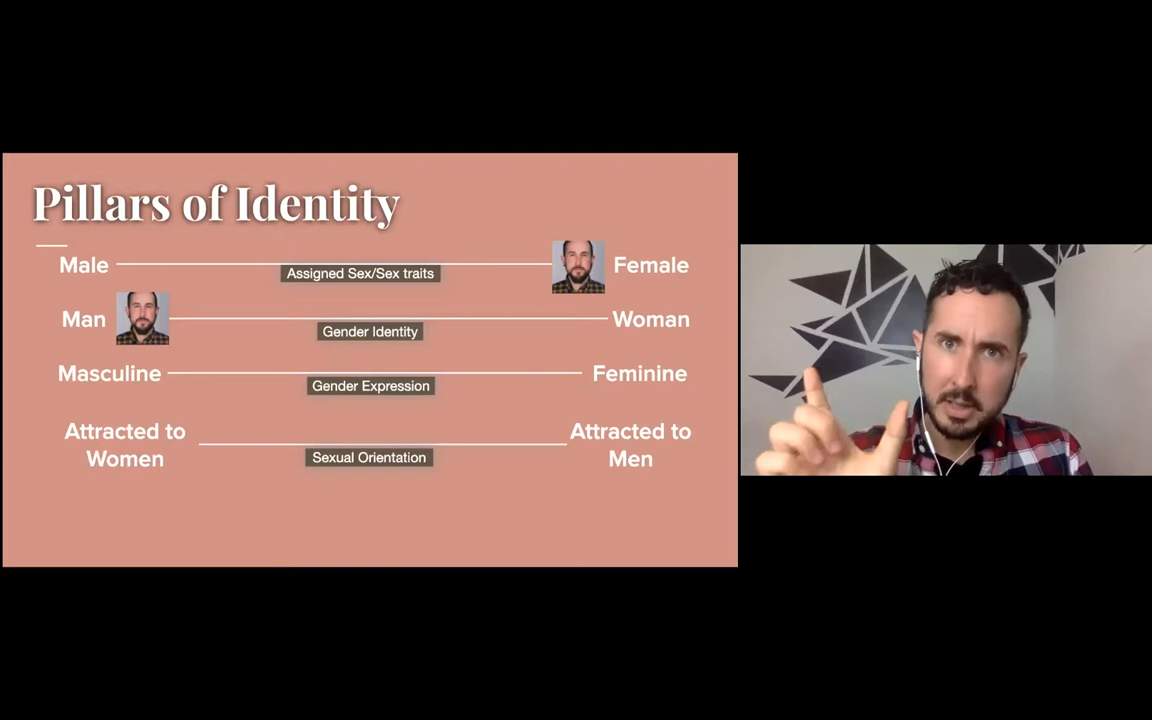 Pillars of Identity
Male Assigned Sex/Sex traits Female
Man Gender Identity Woman
Masculine Gender Expression Feminine
Attracted to Women Sexual Orientation Attracted to Men